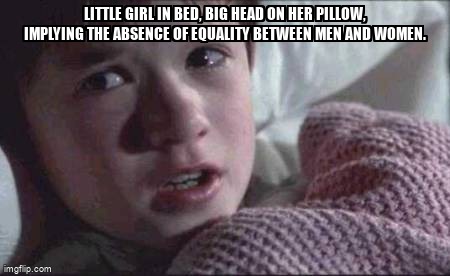 LITTLE GIRL IN BED, BIG HEAD ON HER PILLOW,
IMPLYING THE ABSENCE OF EQUALITY BETWEEN MEN AND WOMEN.
imgflip.com